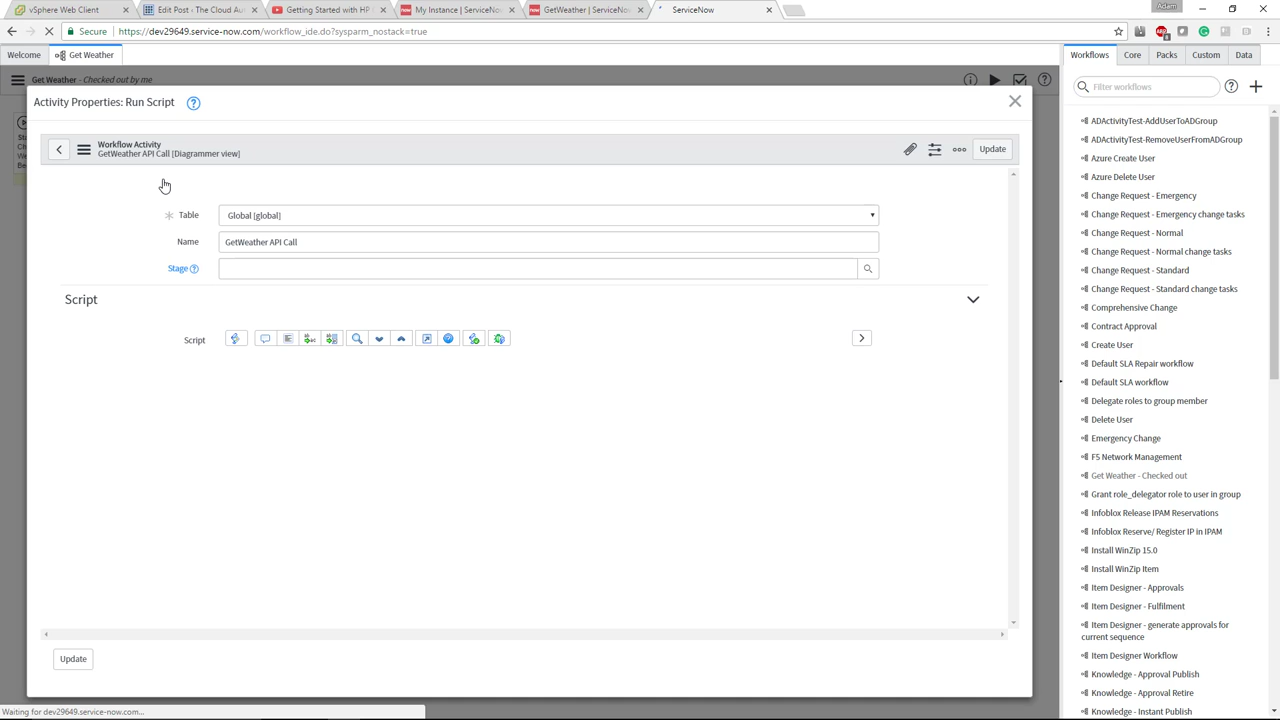 Adam
vSphere Web Client
Edit Post ‹ The Cloud Au
Getting Started with HP
My Instance | ServiceNo
GetWeather | ServiceNo
ServiceNow
Secure
https://dev29649.service-now.com/workflow_ide.do?sysparm_nostack=true
Welcome
Get Weather
Workflows
Core
Packs
Custom
Data
Get Weather - Checked out by me
Filter workflows
Activity Properties: Run Script
Workflow Activity
GetWeather API Call [Diagrammer view]
Update
Table
Global [global]
Name
GetWeather API Call
Stage
Script
Script
Update
ADActivityTest-AddUserToADGroup
ADActivityTest-RemoveUserFromADGroup
Azure Create User
Azure Delete User
Change Request - Emergency
Change Request - Emergency change tasks
Change Request - Normal
Change Request - Normal change tasks
Change Request - Standard
Change Request - Standard change tasks
Comprehensive Change
Contract Approval
Create User
Default SLA Repair workflow
Default SLA workflow
Delegate roles to group member
Delete User
Emergency Change
F5 Network Management
Get Weather - Checked out
Grant role_delegator role to user in group
Infoblox Release IPAM Reservations
Infoblox Reserve/ Register IP in IPAM
Install WinZip 15.0
Install WinZip Item
Item Designer - Approvals
Item Designer - Fulfilment
Item Designer - generate approvals for
current sequence
Item Designer Workflow
Knowledge - Approval Publish
Knowledge - Approval Retire
Knowledge - Instant Publish
Waiting for dev29649.service-now.com...